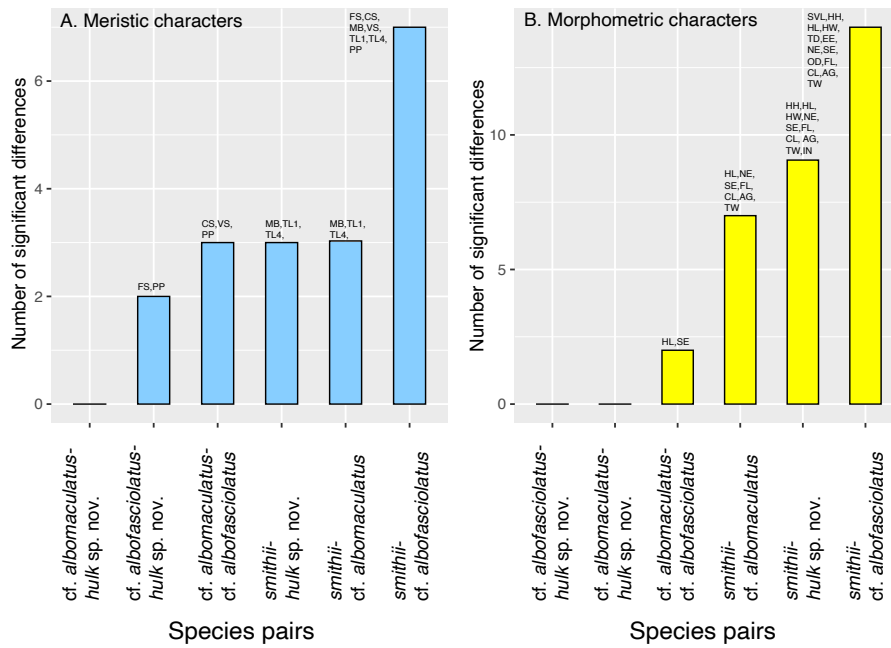 A. Meristic characters
FS,CS,
MB,VS,
TL1,TL4,
PP
FS,PP
CS,VS,
PP
MB,TL1,
TL4,
MB,TL1,
TL4,
Number of significant differences
6
4
2
0
cf. albomaculatus-
hulk sp. nov.
cf. albofasciolatus-
hulk sp. nov.
cf. albomaculatus-
cf. albofasciolatus
smithii-
hulk sp. nov.
smithii-
cf. albomaculatus
smithii-
cf. albofasciolatus
Species pairs
B. Morphometric characters
SVL,HH,
HL,HW,
TD,EE,
NE,SE,
OD,FL,
CL,AG,
TW
HH,HL,
HW,NE,
SE,FL,
CL, AG,
TW,IN
HL,NE,
SE,FL,
CL,AG,
TW
HL,SE
Number of significant differences
10
5
0
cf. albofasciolatus-
hulk sp. nov.
cf. albomaculatus-
hulk sp. nov.
cf. albomaculatus-
cf. albofasciolatus
smithii-
cf. albomaculatus
smithii-
hulk sp. nov.
smithii-
cf. albofasciolatus
Species pairs